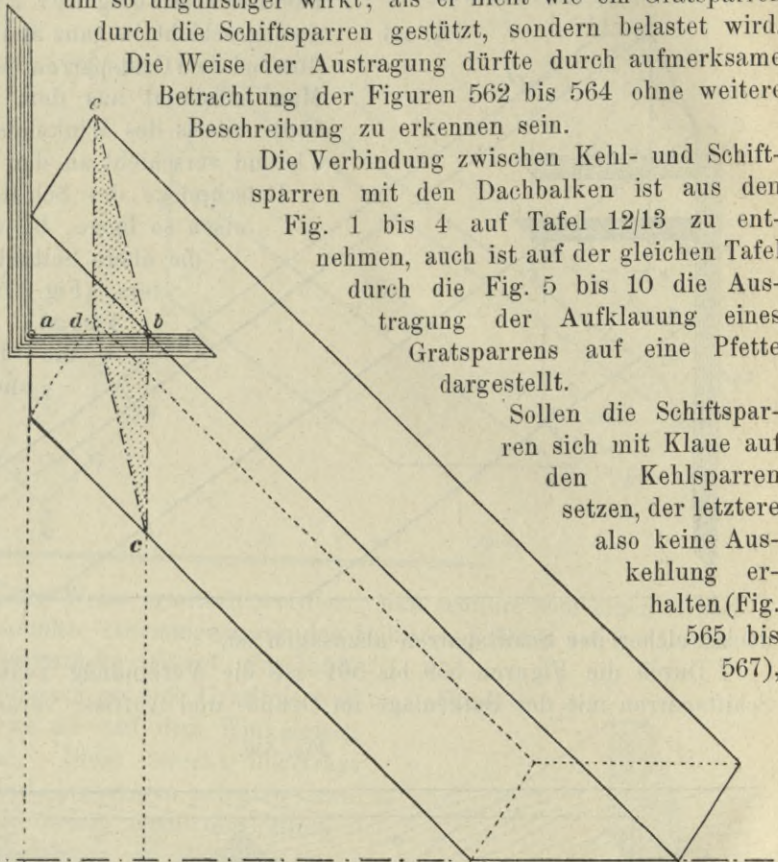 um so ungünstiger wirkt, als er nicht wie ein Gratsparren
durch die Schiftsparren gestützt, sondern belastet wird.
Die Weise der Austragung dürfte durch aufmerksame
Betrachtung der Figuren 562 bis 564 ohne weitere
Beschreibung zu erkennen sein.
Die Verbindung zwischen Kehl- und Schift-
sparren mit den Dachbalken ist aus den
Fig. 1 bis 4 auf Tafel 12/13 zu ent-
nehmen, auch ist auf der gleichen Tafel
durch die Fig. 5 bis 10 die Aus-
tragung der Aufklauung eines
Gratsparrens auf eine Pfette
dargestellt.
Sollen die Schiftspar-
ren sich mit Klaue auf
den Kehlsparren
setzen, der letztere
also keine Aus-
kehlung er-
halten (Fig.
565 bis
567),
c
a d b
c